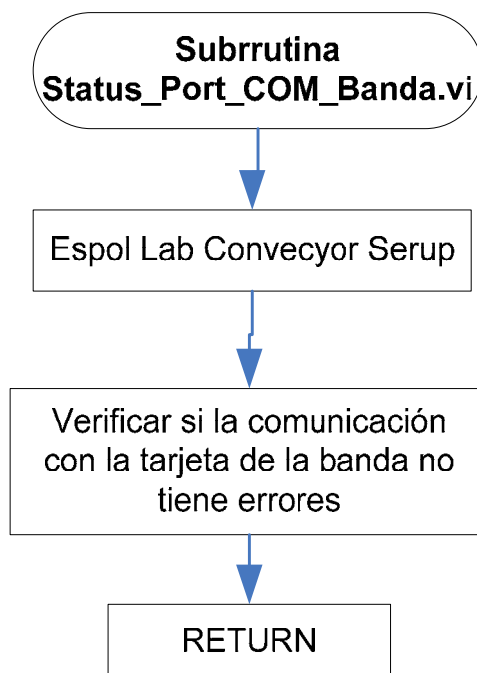 Subrrutina
Status_Port_COM_Banda.vi
Espol Lab Convecyor Serup
Verificar si la comunicación
con la tarjeta de la banda no
tiene errores
RETURN